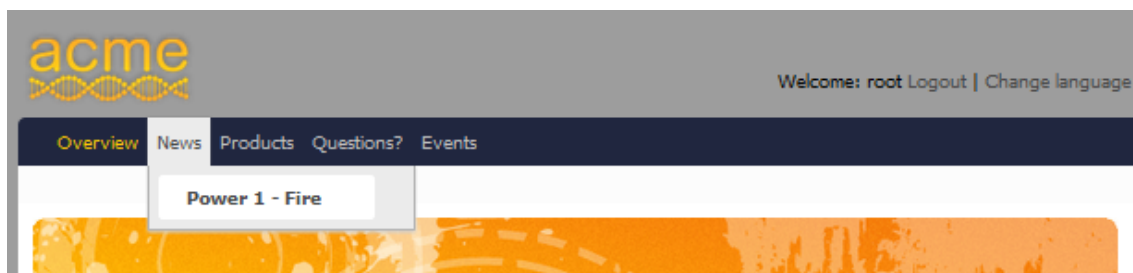 acme
Welcome: root Logout | Change language
Overview News Products Questions? Events
Power 1 - Fire